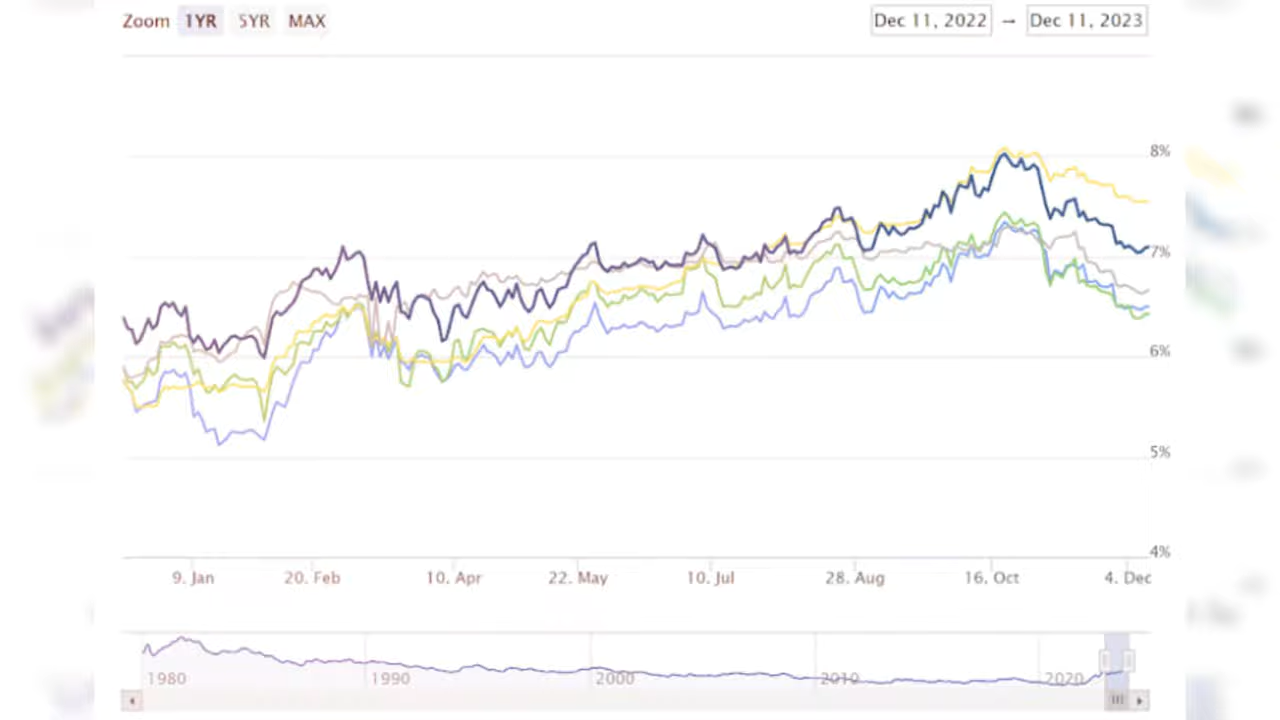 Zoom 1YR 5YR MAX Dec 11, 2022 → Dec 11, 2023
8%
7%
6%
5%
4%
9. Jan 20. Feb 10. Apr 22. May 10. Jul 28. Aug 16. Oct 4. Dec
1980 1990 2000 2010 2020